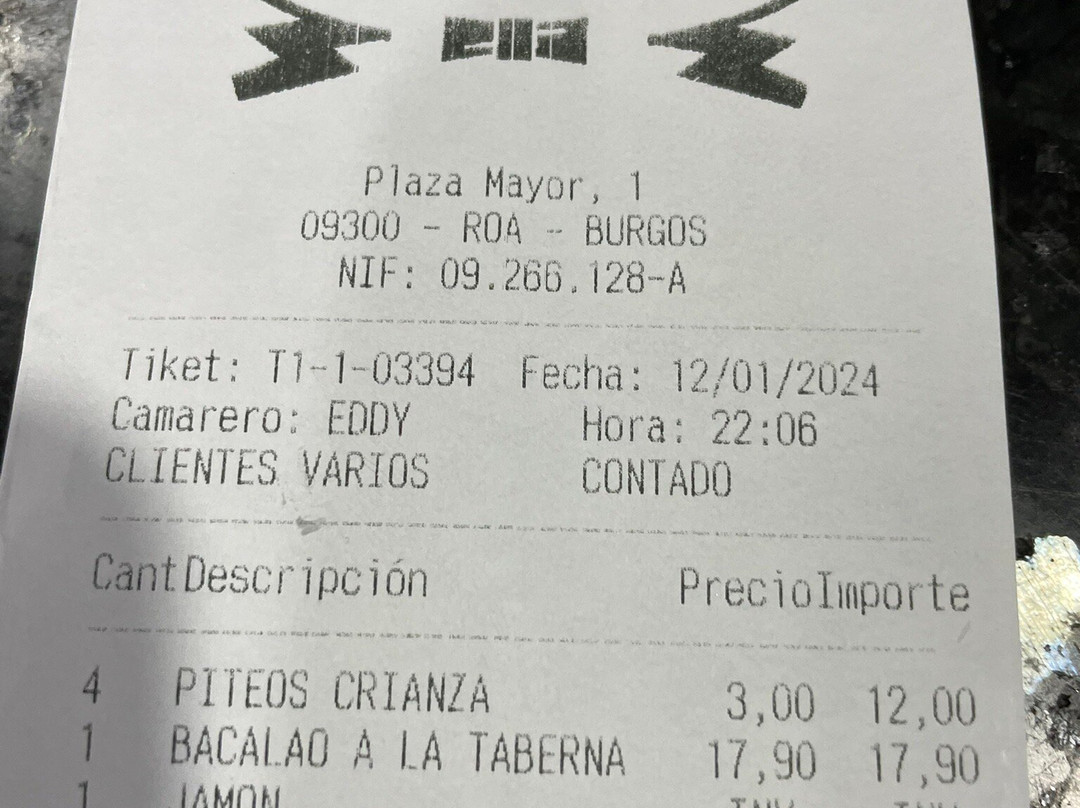 Plaza Mayor, 1
09300 - ROA - BURGOS
NIF: 09.266.128-A
Tiket: T1-1-03394 Fecha: 12/01/2024
Camarero: EDDY Hora: 22:06
CLIENTES VARIOS CONTADO
CantDescripción PrecioImporte
4 PITEOS CRIANZA 3,00 12,00
1 BACALAO A LA TABERNA 17,90 17,90
1 JAMON